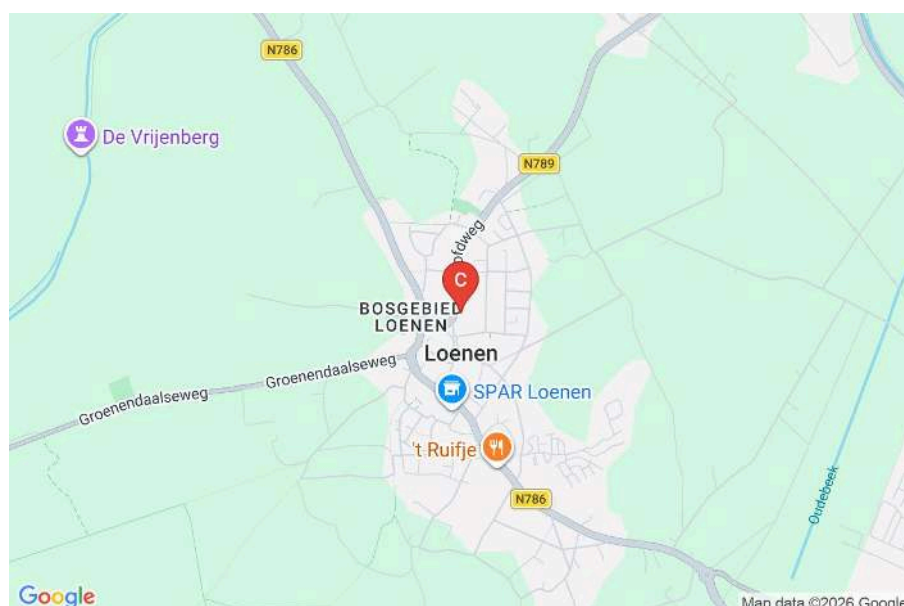 N786
De Vrijenberg
N789
ofdweg
C
BOSGEBIED
LOENEN
Loenen
Groenendaalseweg
Groenendaalseweg
SPAR Loenen
't Ruifje
N786
Oudebeek
Google
Map data ©2026 Google